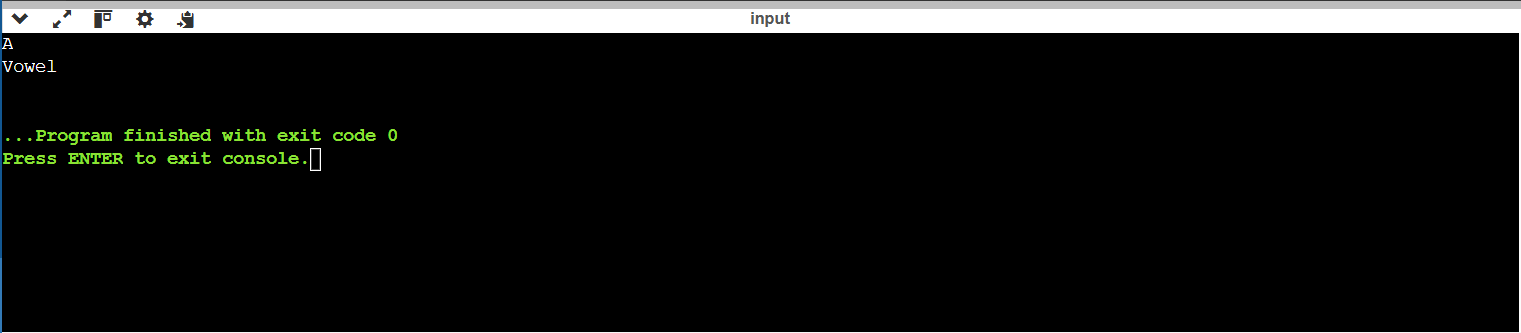 input
A
Vowel
...Program finished with exit code 0
Press ENTER to exit console.